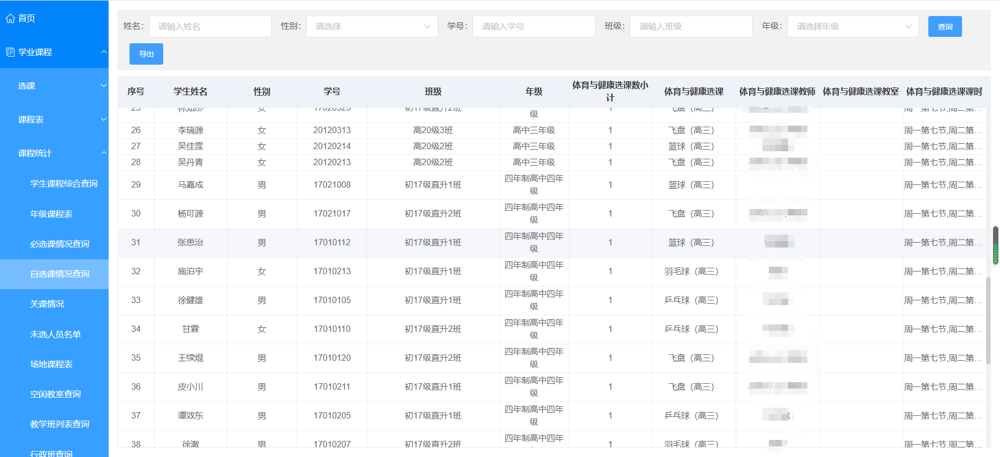 首页
学业课程
选课
课程表
课程统计
学生课程综合查询
年级课程表
必选课情况查询
自选课情况查询
关课情况
未选人员名单
场地课程表
空闲教室查询
教学班列表查询
行政班查询
姓名： 请输入姓名 性别： 请选择 学号： 请输入学号 班级： 请输入班级 年级： 请选择年级 查询
导出
序号 学生姓名 性别 学号 班级 年级 体育与健康选课数小计 体育与健康选课 体育与健康选课教师 体育与健康选课教室 体育与健康选课课时
25 女 17020525 初17级直升2班 级 1 飞盘（高三） 周一第七节,周二第...
26 李瑞源 女 20120313 高20级3班 高中三年级 1 飞盘（高三） 周一第七节,周二第...
27 吴佳霖 女 20120214 高20级2班 高中三年级 1 篮球（高三） 周一第七节,周二第...
28 吴丹青 女 20120213 高20级2班 高中三年级 1 飞盘（高三） 周一第七节,周二第...
29 马嘉成 男 17021008 初17级直升1班 四年制高中四年级 1 篮球（高三） 周一第七节,周二第...
30 杨可源 男 17021017 初17级直升2班 四年制高中四年级 1 飞盘（高三） 周一第七节,周二第...
31 张思治 男 17010112 初17级直升1班 四年制高中四年级 1 篮球（高三） 周一第七节,周二第...
32 施泊宇 女 17010213 初17级直升1班 四年制高中四年级 1 羽毛球（高三） 周一第七节,周二第...
33 徐健雄 男 17010105 初17级直升1班 四年制高中四年级 1 乒乓球（高三） 周一第七节,周二第...
34 甘霖 女 17010110 初17级直升2班 四年制高中四年级 1 乒乓球（高三） 周一第七节,周二第...
35 王续焜 男 17010120 初17级直升2班 四年制高中四年级 1 飞盘（高三） 周一第七节,周二第...
36 皮小川 男 17010211 初17级直升1班 四年制高中四年级 1 飞盘（高三） 周一第七节,周二第...
37 谭效东 男 17010205 初17级直升1班 四年制高中四年级 1 乒乓球（高三） 周一第七节,周二第...
38 徐澈 男 17010207 初17级直升2班 四年制高中四年 1 羽毛球（高三） 周一第七节,周二第...